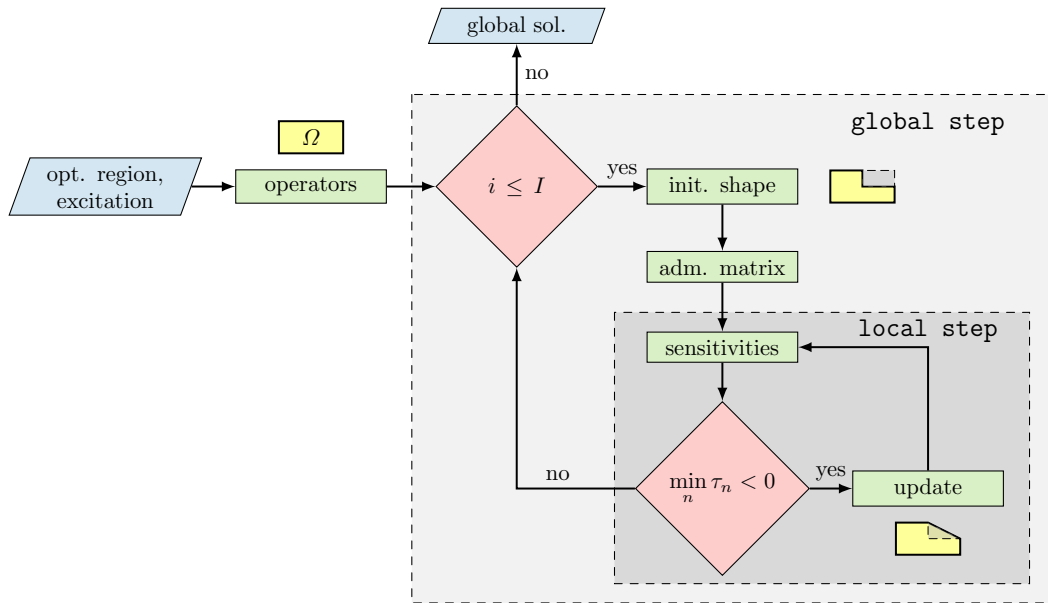 global sol.
no
global step
Ω
opt. region,
excitation
operators
i ≤ I
yes
init. shape
adm. matrix
local step
sensitivities
no
min τn < 0
n
yes
update